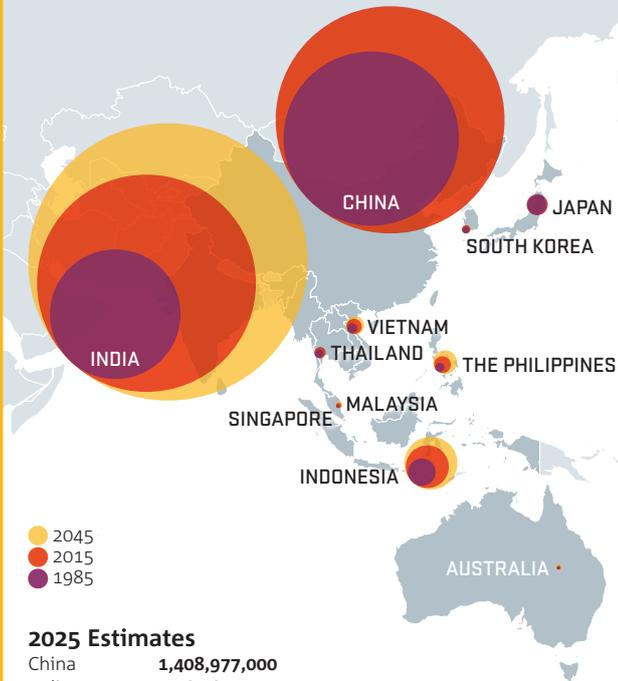 CHINA
JAPAN
SOUTH KOREA
INDIA
VIETNAM
THAILAND
THE PHILIPPINES
MALAYSIA
SINGAPORE
INDONESIA
AUSTRALIA
2045
2015
1985
2025 Estimates
China 1,408,977,000